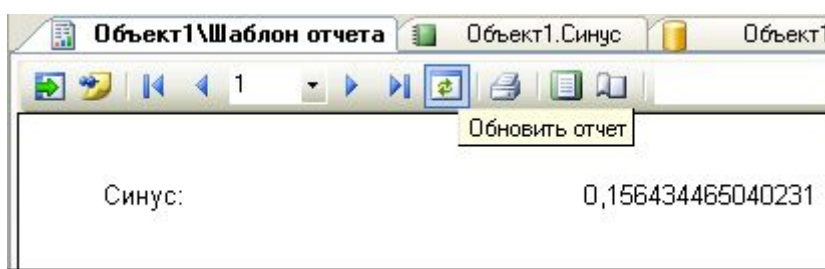 Объект1\Шаблон отчета Объект1.Синус Объект1
1
Обновить отчет
Синус: 0,156434465040231